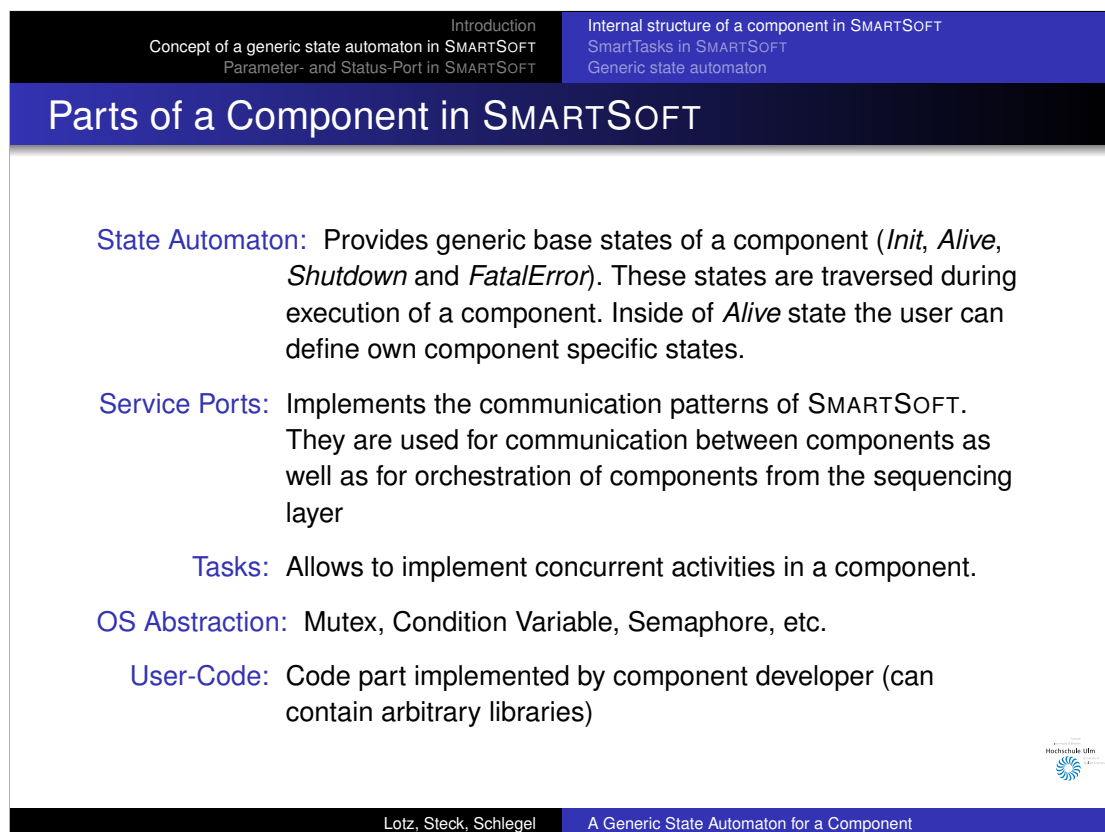 Introduction
Concept of a generic state automaton in SMARTSOFT
Parameter- and Status-Port in SMARTSOFT
Internal structure of a component in SMARTSOFT
SmartTasks in SMARTSOFT
Generic state automaton
Parts of a Component in SMARTSOFT
State Automaton: Provides generic base states of a component (Init, Alive,
Shutdown and FatalError). These states are traversed during
execution of a component. Inside of Alive state the user can
define own component specific states.
Service Ports: Implements the communication patterns of SMARTSOFT.
They are used for communication between components as
well as for orchestration of components from the sequencing
layer
Tasks: Allows to implement concurrent activities in a component.
OS Abstraction: Mutex, Condition Variable, Semaphore, etc.
User-Code: Code part implemented by component developer (can
contain arbitrary libraries)
Hochschule Ulm
Lotz, Steck, Schlegel
A Generic State Automaton for a Component